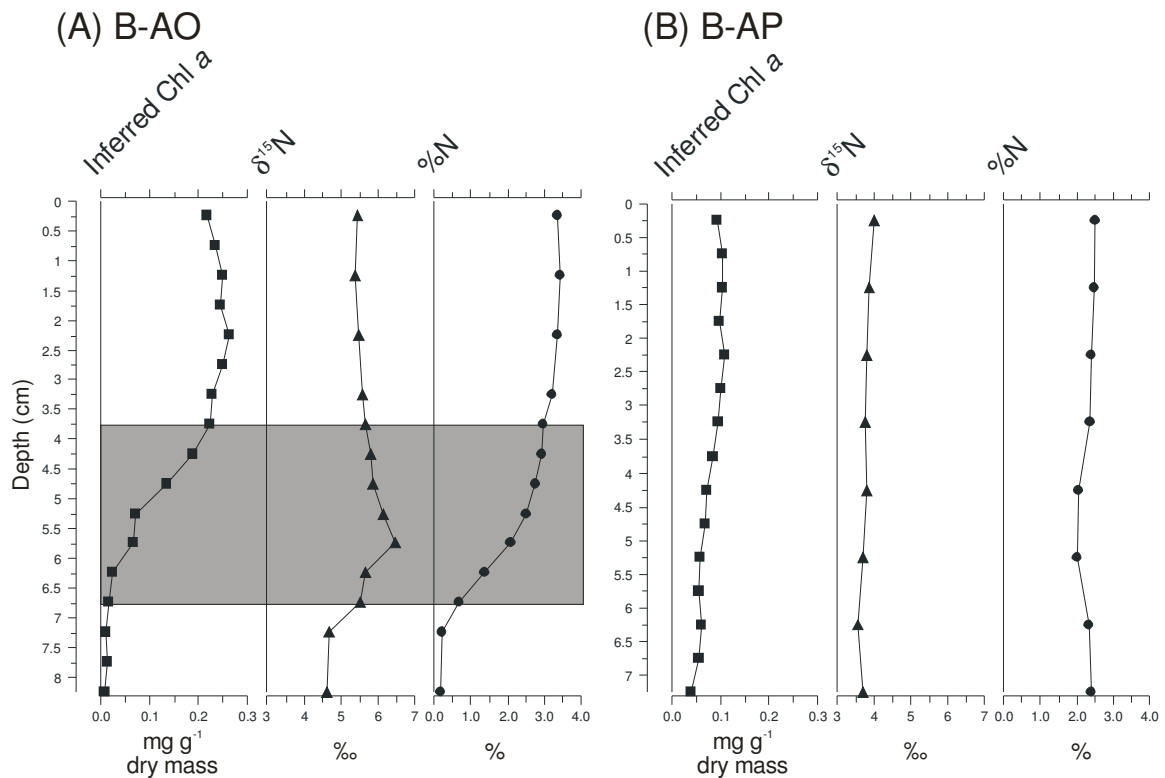 (A) B-AO
(B) B-AP
Inferred Chl a
δ¹⁵N
%N
Inferred Chl a
δ¹⁵N
%N
Depth (cm)
0
0.5
1
1.5
2
2.5
3
3.5
4
4.5
5
5.5
6
6.5
7
7.5
8
0
0.5
1
1.5
2
2.5
3
3.5
4
4.5
5
5.5
6
6.5
7
0.0 0.1 0.2 0.3
3 4 5 6 7
0.0 1.0 2.0 3.0 4.0
0.0 0.1 0.2 0.3
3 4 5 6 7
0.0 1.0 2.0 3.0 4.0
mg g⁻¹
dry mass
‰
%
mg g⁻¹
dry mass
‰
%